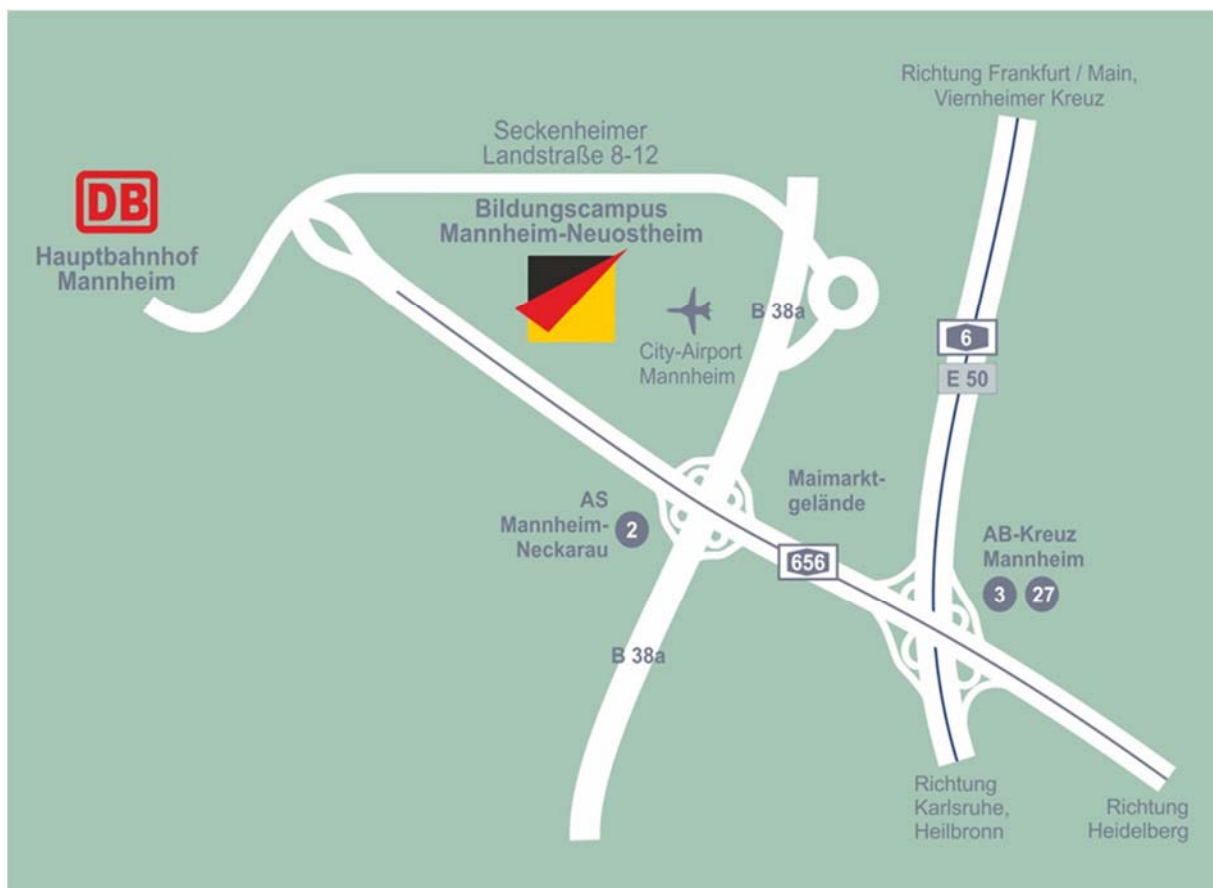 Richtung Frankfurt / Main,
Viernheimer Kreuz
Seckenheimer
Landstraße 8-12
DB
Hauptbahnhof
Mannheim
Bildungscampus
Mannheim-Neuostheim
B 38a
City-Airport
Mannheim
6
E 50
Maimarkt-
gelände
AS
Mannheim-
Neckarau
2
656
AB-Kreuz
Mannheim
3 27
B 38a
Richtung
Karlsruhe,
Heilbronn
Richtung
Heidelberg